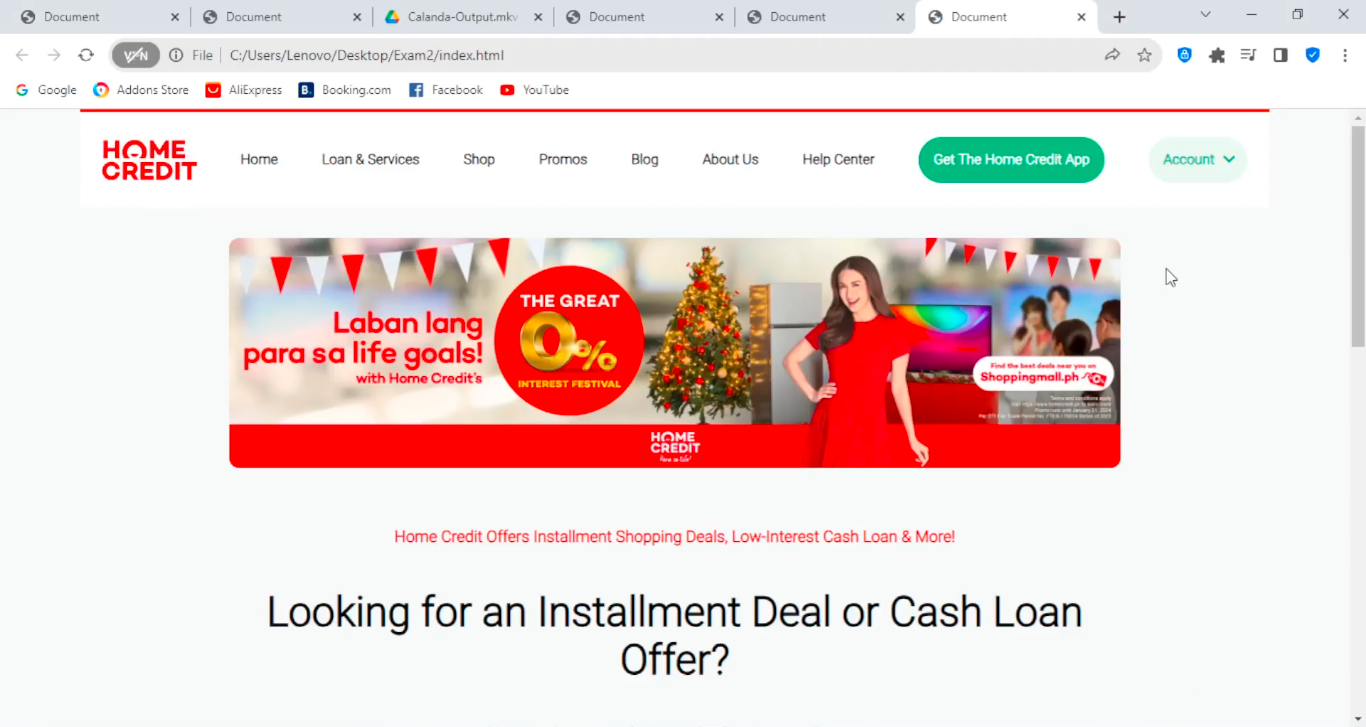 Document
Document
Calanda-Output.mkv
Document
Document
Document
VPN
File
C:/Users/Lenovo/Desktop/Exam2/index.html
Google
Addons Store
AliExpress
B.
Booking.com
Facebook
YouTube
HOME
CREDIT
Home
Loan & Services
Shop
Promos
Blog
About Us
Help Center
Get The Home Credit App
Account
Laban lang
para sa life goals!
with Home Credit's
THE GREAT
0%
INTEREST FESTIVAL
Find the best deals near you on
Shoppingmall.ph
Terms and conditions apply
HOME
CREDIT
Home Credit Offers Installment Shopping Deals, Low-Interest Cash Loan & More!
Looking for an Installment Deal or Cash Loan
Offer?